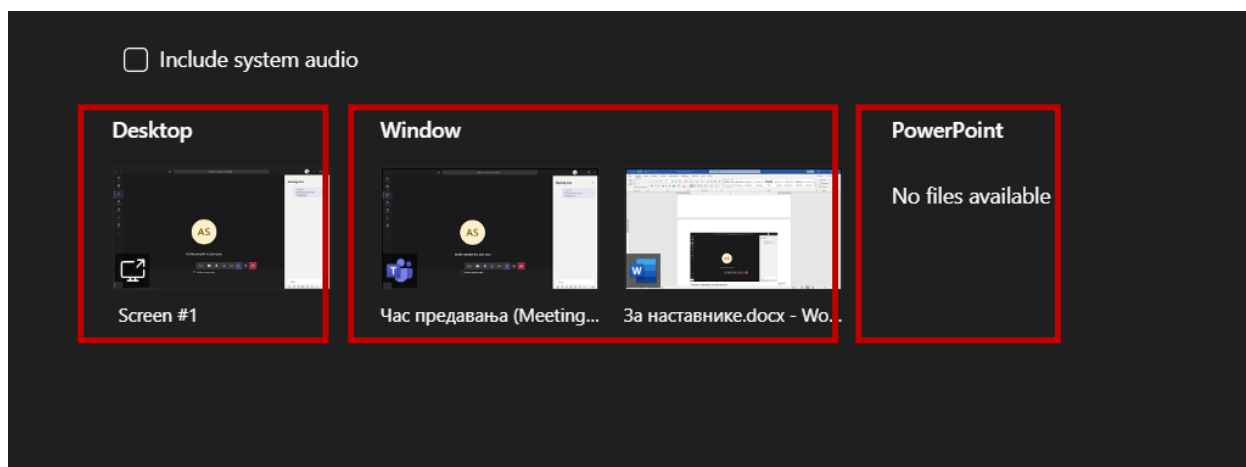 Include system audio
Desktop
Window
PowerPoint
No files available
AS
AS
Screen #1
Час предавања (Meeting...
За наставнике.docx - Wo...